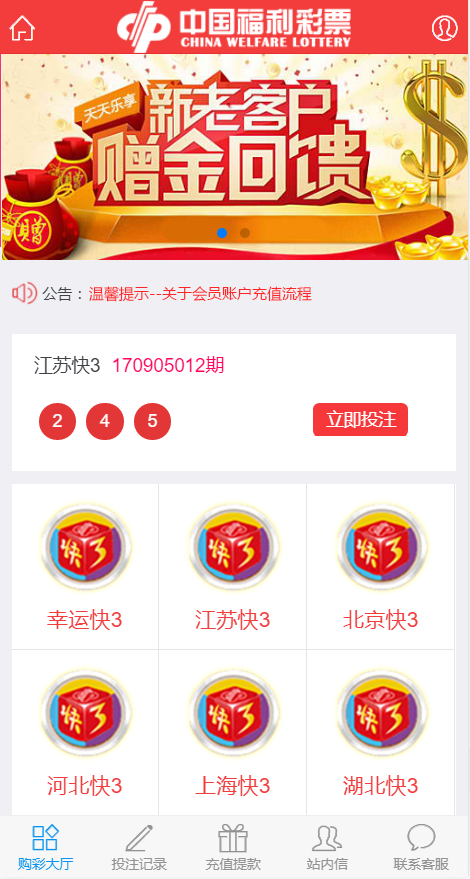 中国福利彩票
CHINA WELFARE LOTTERY
天天乐享
新老客户
赠金回馈
赠
公告：温馨提示--关于会员账户充值流程
江苏快3 170905012期
2 4 5 立即投注
快3 快3 快3
幸运快3 江苏快3 北京快3
快3 快3 快3
河北快3 上海快3 湖北快3
购彩大厅 投注记录 充值提款 站内信 联系客服